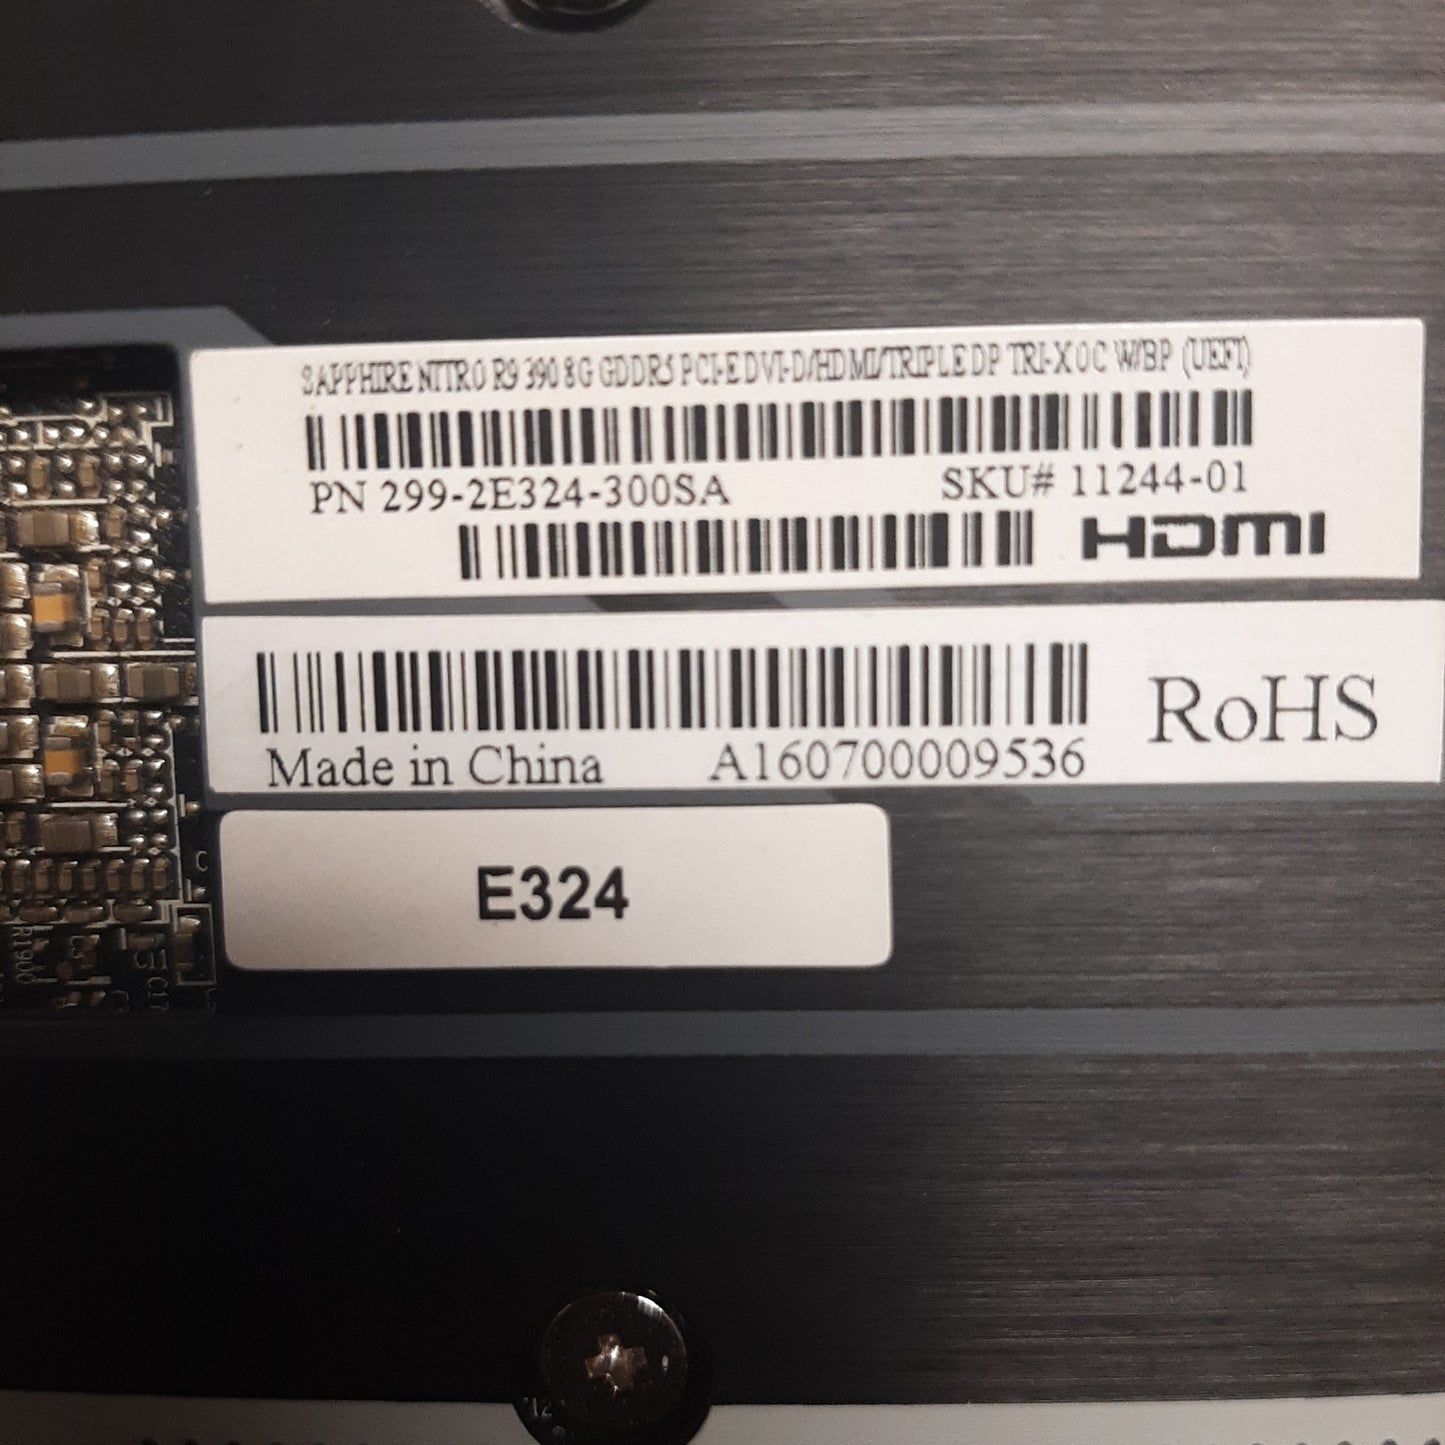 SAPPHIRE NITRO R9 390 8G GDDR5 PCI-E DVI-D/HDMI/TRIPLE DP TRI-X OC W/BP (UEFI)
PN 299-2E324-300SA SKU# 11244-01
HDMI
RoHS
Made in China A160700009536
E324
C
R1900